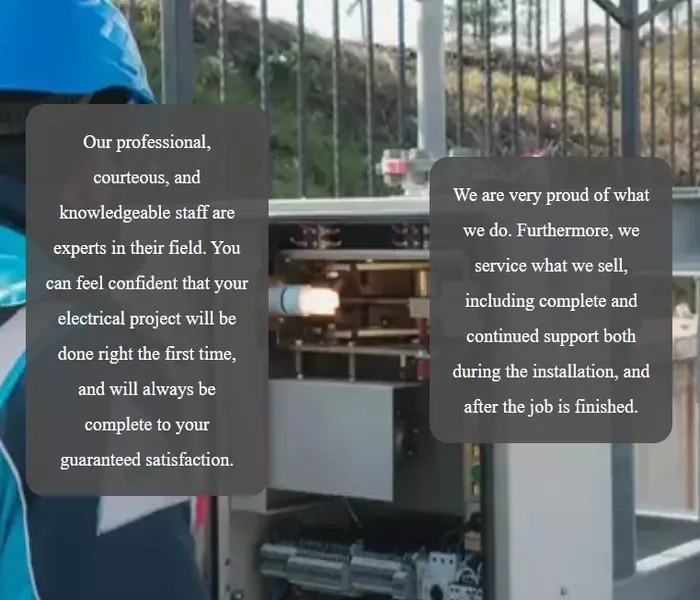 Our professional,
courteous, and
knowledgeable staff are
experts in their field. You
can feel confident that your
electrical project will be
done right the first time,
and will always be
complete to your
guaranteed satisfaction.
We are very proud of what
we do. Furthermore, we
service what we sell,
including complete and
continued support both
during the installation, and
after the job is finished.